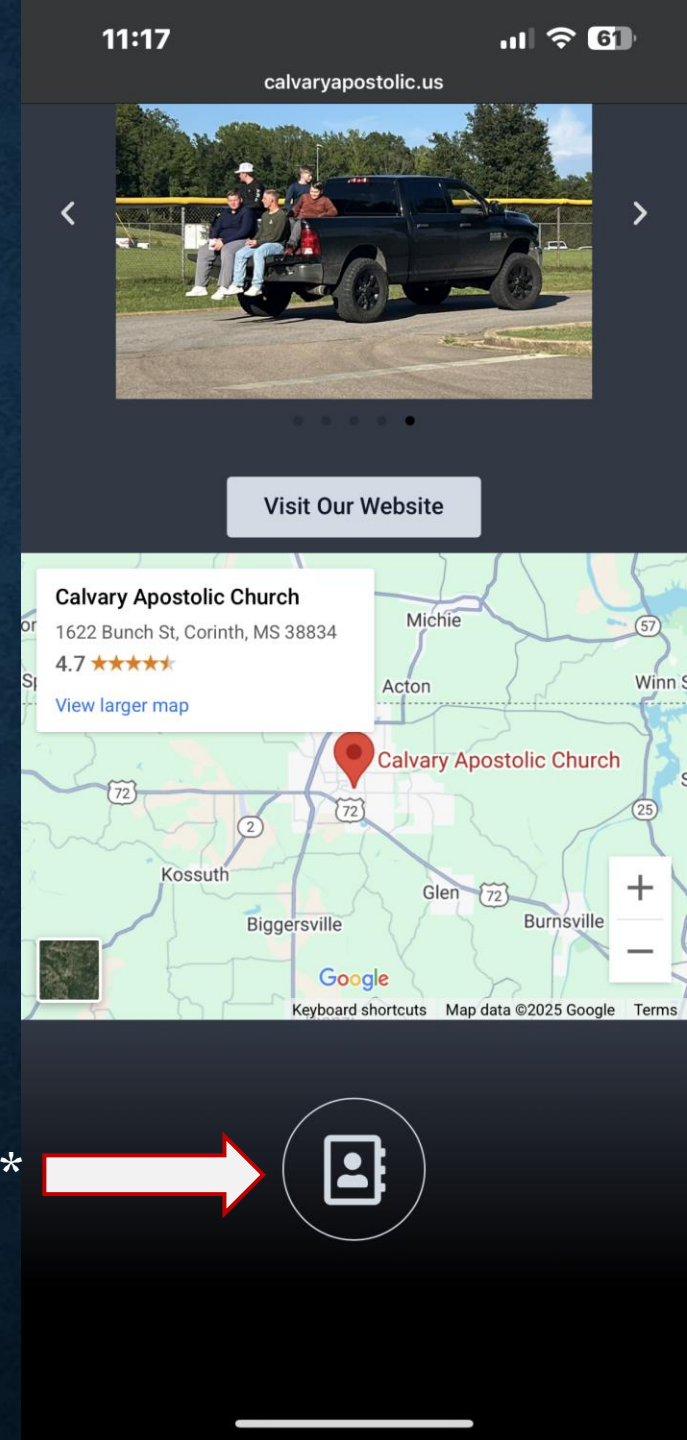 11:17
61
calvaryapostolic.us
Visit Our Website
Calvary Apostolic Church
1622 Bunch St, Corinth, MS 38834
4.7
View larger map
Michie
57
Acton
Winn S
Calvary Apostolic Church
72
72
2
25
Kossuth
Glen
72
Biggersville
Burnsville
+
−
Google
Keyboard shortcuts Map data ©2025 Google Terms
*